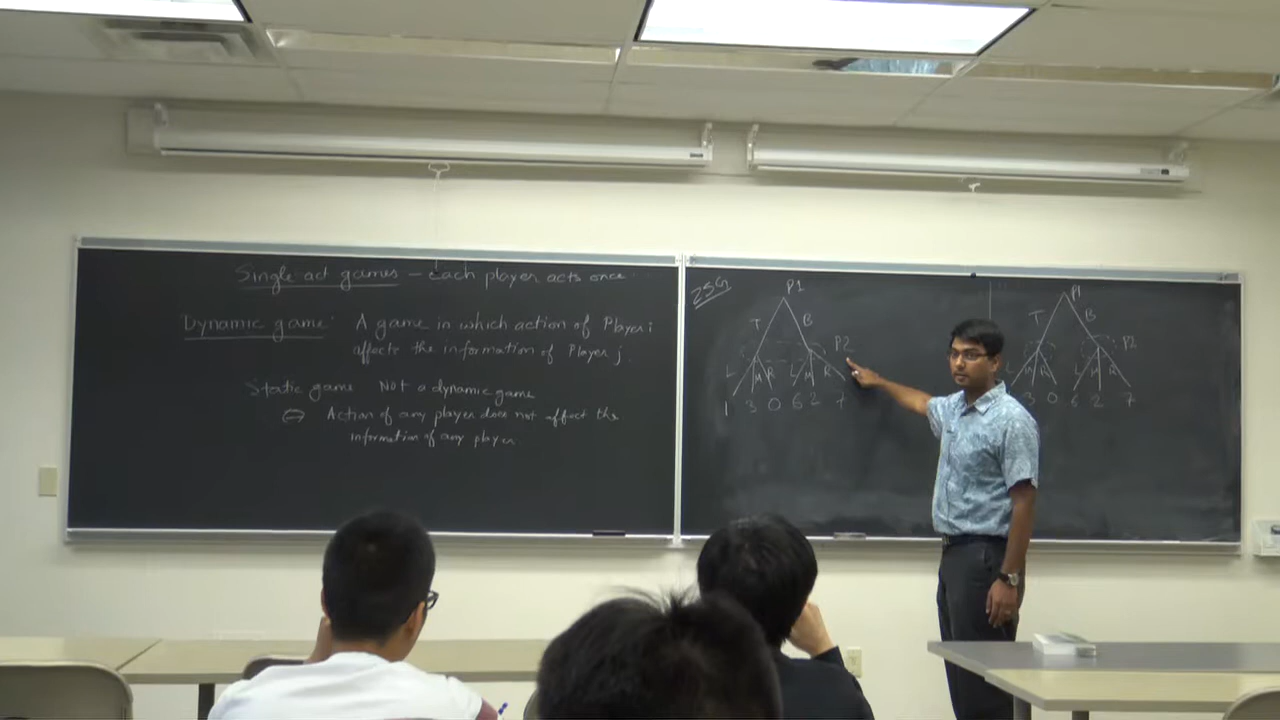 Single act games – Each player acts once
Dynamic game A game in which action of Player i
affects the information of Player j.
Static game Not a dynamic game
Action of any player does not affect the
information of any player
ZSG
P1
T B
P2
L M R L M R
1 3 0 6 2 7
P1
T B
P2
L M R L M R
3 0 6 2 7